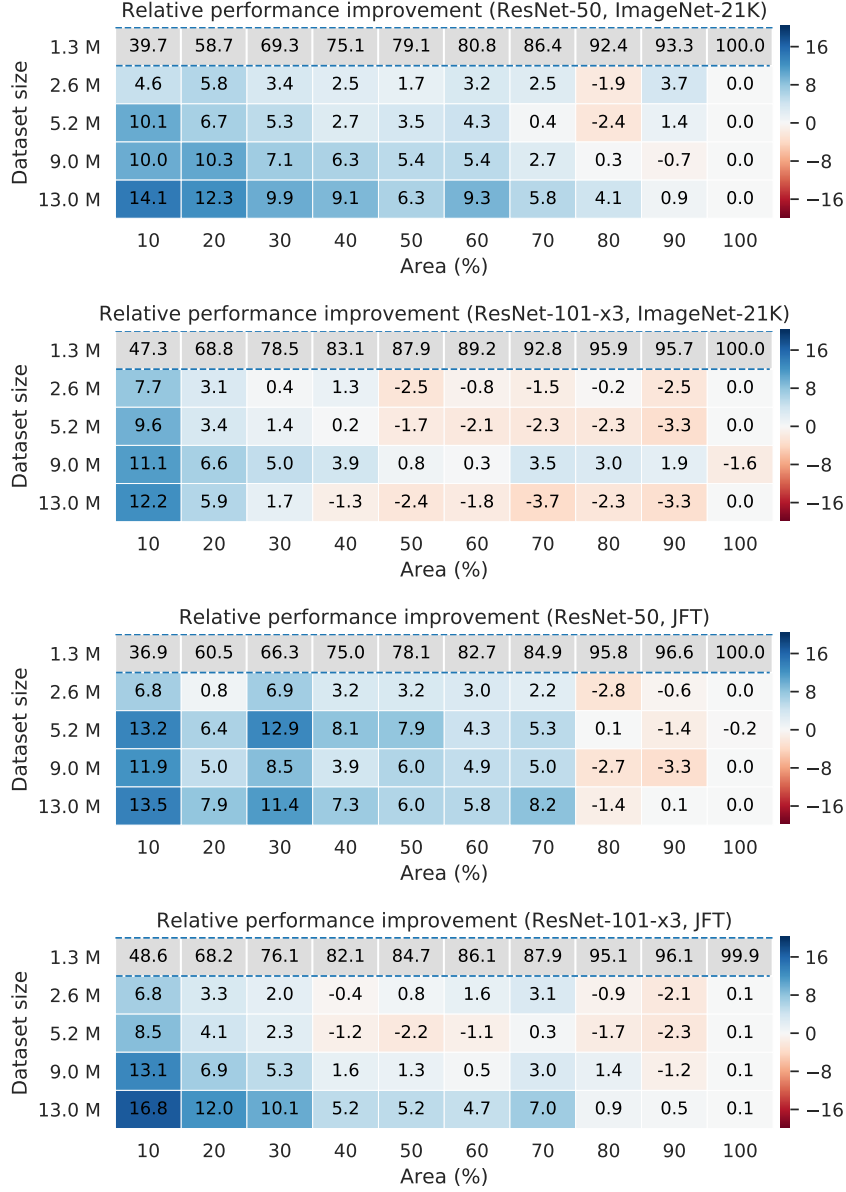 Relative performance improvement (ResNet-50, ImageNet-21K)
Dataset size
1.3 M 39.7 58.7 69.3 75.1 79.1 80.8 86.4 92.4 93.3 100.0
2.6 M 4.6 5.8 3.4 2.5 1.7 3.2 2.5 -1.9 3.7 0.0
5.2 M 10.1 6.7 5.3 2.7 3.5 4.3 0.4 -2.4 1.4 0.0
9.0 M 10.0 10.3 7.1 6.3 5.4 5.4 2.7 0.3 -0.7 0.0
13.0 M 14.1 12.3 9.9 9.1 6.3 9.3 5.8 4.1 0.9 0.0
10 20 30 40 50 60 70 80 90 100
Area (%)
16
8
0
−8
−16
Relative performance improvement (ResNet-101-x3, ImageNet-21K)
Dataset size
1.3 M 47.3 68.8 78.5 83.1 87.9 89.2 92.8 95.9 95.7 100.0
2.6 M 7.7 3.1 0.4 1.3 -2.5 -0.8 -1.5 -0.2 -2.5 0.0
5.2 M 9.6 3.4 1.4 0.2 -1.7 -2.1 -2.3 -2.3 -3.3 0.0
9.0 M 11.1 6.6 5.0 3.9 0.8 0.3 3.5 3.0 1.9 -1.6
13.0 M 12.2 5.9 1.7 -1.3 -2.4 -1.8 -3.7 -2.3 -3.3 0.0
10 20 30 40 50 60 70 80 90 100
Area (%)
16
8
0
−8
−16
Relative performance improvement (ResNet-50, JFT)
Dataset size
1.3 M 36.9 60.5 66.3 75.0 78.1 82.7 84.9 95.8 96.6 100.0
2.6 M 6.8 0.8 6.9 3.2 3.2 3.0 2.2 -2.8 -0.6 0.0
5.2 M 13.2 6.4 12.9 8.1 7.9 4.3 5.3 0.1 -1.4 -0.2
9.0 M 11.9 5.0 8.5 3.9 6.0 4.9 5.0 -2.7 -3.3 0.0
13.0 M 13.5 7.9 11.4 7.3 6.0 5.8 8.2 -1.4 0.1 0.0
10 20 30 40 50 60 70 80 90 100
Area (%)
16
8
0
−8
−16
Relative performance improvement (ResNet-101-x3, JFT)
Dataset size
1.3 M 48.6 68.2 76.1 82.1 84.7 86.1 87.9 95.1 96.1 99.9
2.6 M 6.8 3.3 2.0 -0.4 0.8 1.6 3.1 -0.9 -2.1 0.1
5.2 M 8.5 4.1 2.3 -1.2 -2.2 -1.1 0.3 -1.7 -2.3 0.1
9.0 M 13.1 6.9 5.3 1.6 1.3 0.5 3.0 1.4 -1.2 0.1
13.0 M 16.8 12.0 10.1 5.2 5.2 4.7 7.0 0.9 0.5 0.1
10 20 30 40 50 60 70 80 90 100
Area (%)
16
8
0
−8
−16